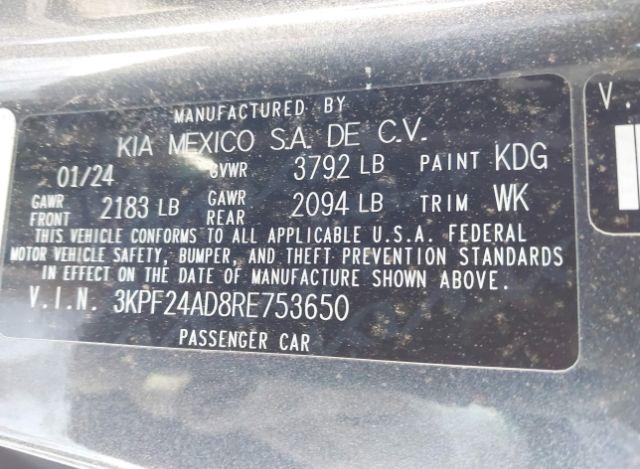 MANUFACTURED BY
KIA MEXICO S.A. DE C.V.
01/24 GVWR 3792 LB PAINT KDG
GAWR FRONT 2183 LB GAWR REAR 2094 LB TRIM WK
THIS VEHICLE CONFORMS TO ALL APPLICABLE U.S.A. FEDERAL
MOTOR VEHICLE SAFETY, BUMPER, AND THEFT PREVENTION STANDARDS
IN EFFECT ON THE DATE OF MANUFACTURE SHOWN ABOVE.
V.I.N. 3KPF24AD8RE753650
PASSENGER CAR
V.